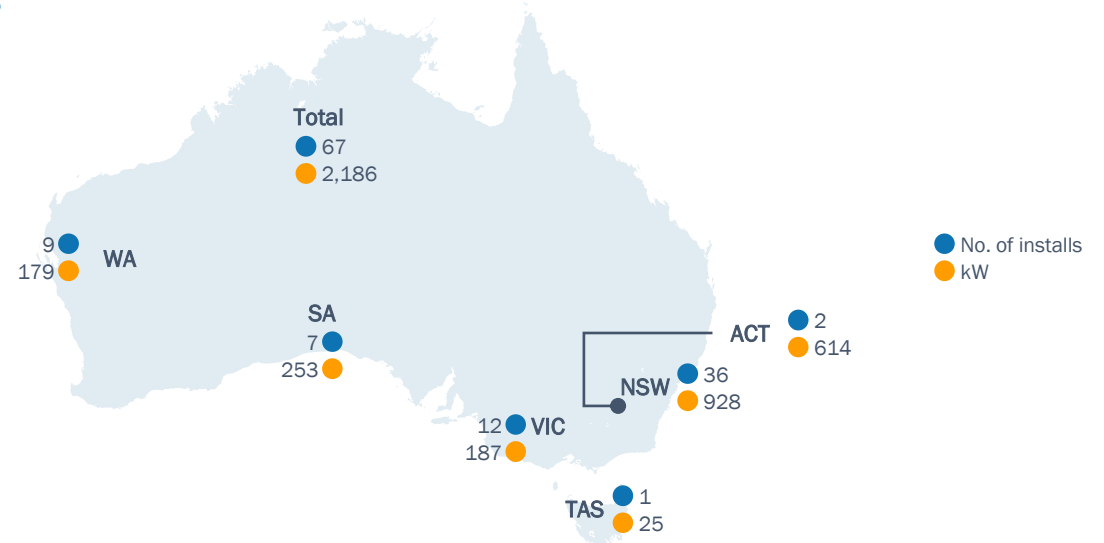 Total
67
2,186
9
WA
179
No. of installs
kW
SA
7
253
ACT
2
614
NSW
36
928
12
VIC
187
TAS
1
25